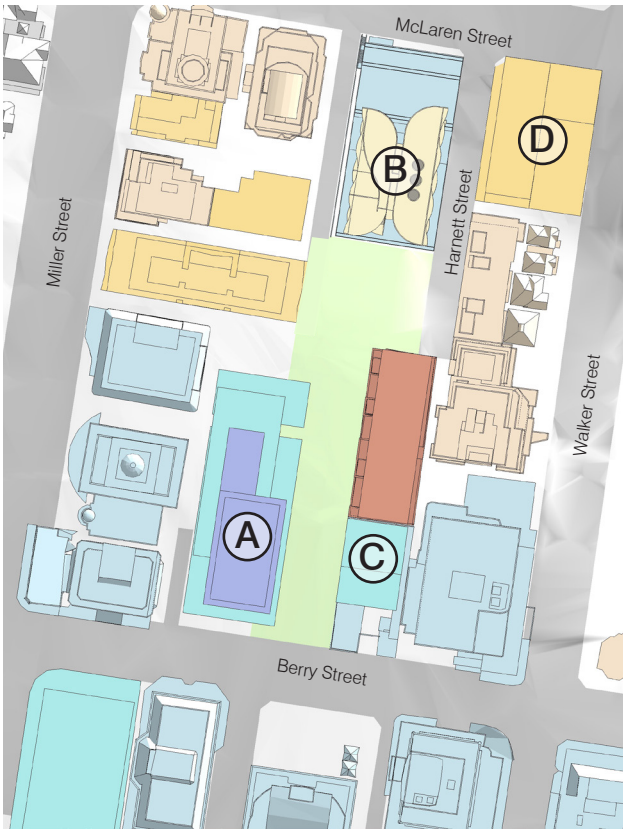 McLaren Street
D
B
Harnett Street
Miller Street
Walker Street
A
C
Berry Street